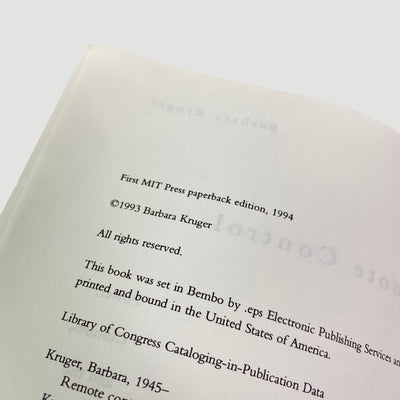 First MIT Press paperback edition, 1994
©1993 Barbara Kruger
All rights reserved.
This book was set in Bembo by .eps Electronic Publishing Services
printed and bound in the United States of America.
Library of Congress Cataloging-in-Publication Data
Kruger, Barbara, 1945–
Remote